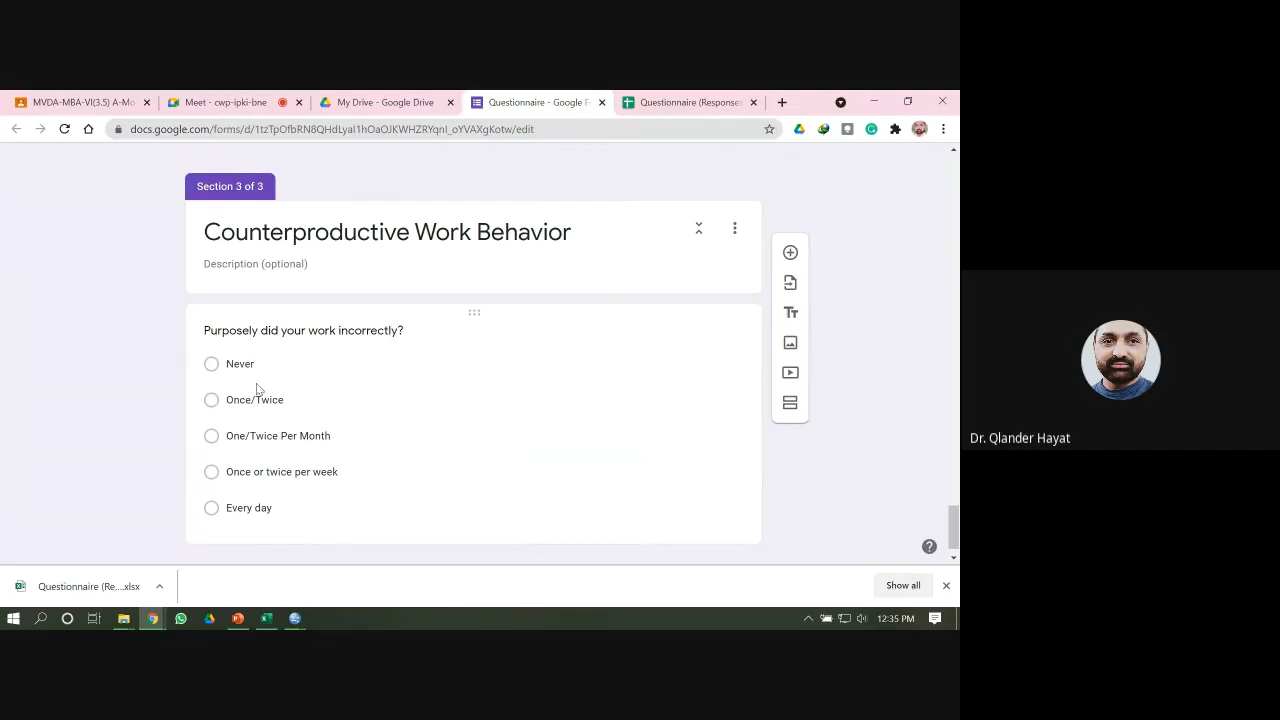 MVDA-MBA-VI(3.5) A-Mo
Meet - cwp-ipki-bne
My Drive - Google Drive
Questionnaire - Google F
Questionnaire (Responses
docs.google.com/forms/d/1tzTpOfbRN8QHdLyaI1hOaOJKWHZRYqnI_oYVAXgKotw/edit
Section 3 of 3
Counterproductive Work Behavior
Description (optional)
Purposely did your work incorrectly?
Never
Once/Twice
One/Twice Per Month
Once or twice per week
Every day
Tт
Dr. Qlander Hayat
Questionnaire (Re....xlsx
Show all
12:35 PM